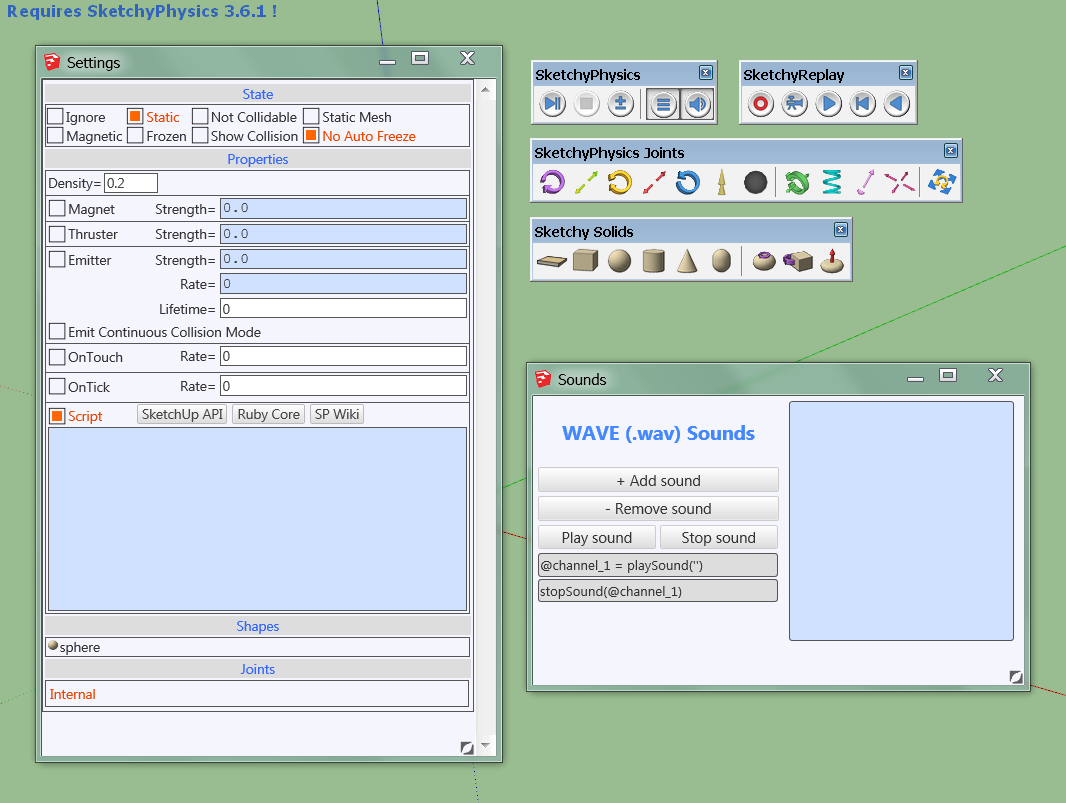 Requires SketchyPhysics 3.6.1 !
Settings
State
Ignore Static Not Collidable Static Mesh
Magnetic Frozen Show Collision No Auto Freeze
Properties
Density= 0.2
Magnet Strength= 0.0
Thruster Strength= 0.0
Emitter Strength= 0.0
Rate= 0
Lifetime= 0
Emit Continuous Collision Mode
OnTouch Rate= 0
OnTick Rate= 0
Script SketchUp API Ruby Core SP Wiki
Shapes
sphere
Joints
Internal
SketchyPhysics
SketchyReplay
SketchyPhysics Joints
Sketchy Solids
Sounds
WAVE (.wav) Sounds
+ Add sound
- Remove sound
Play sound Stop sound
@channel_1 = playSound('')
stopSound(@channel_1)